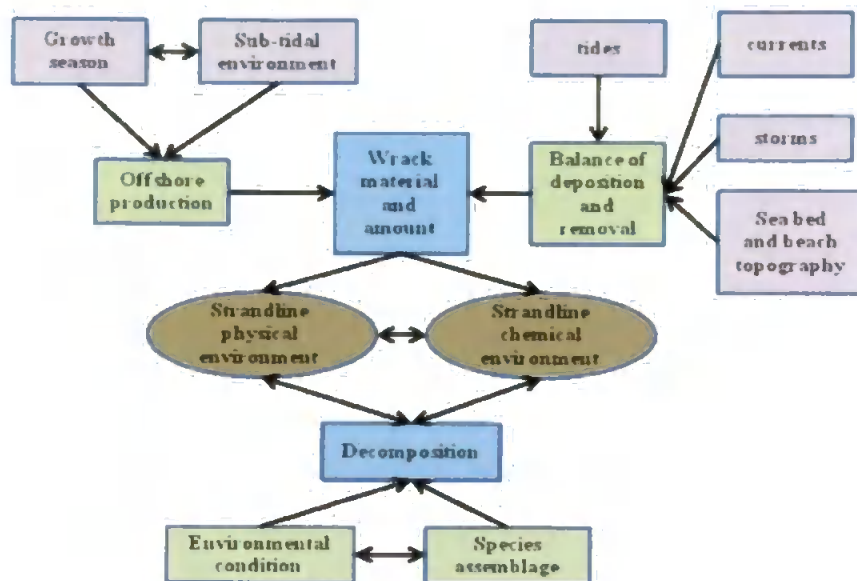 Growth
season
Sub-tidal
environment
tides
currents
storms
Sea bed
and beach
topography
Offshore
production
Wrack
material
and
amount
Balance of
deposition
and
removal
Strandline
physical
environment
Strandline
chemical
environment
Decomposition
Environmental
condition
Species
assemblage